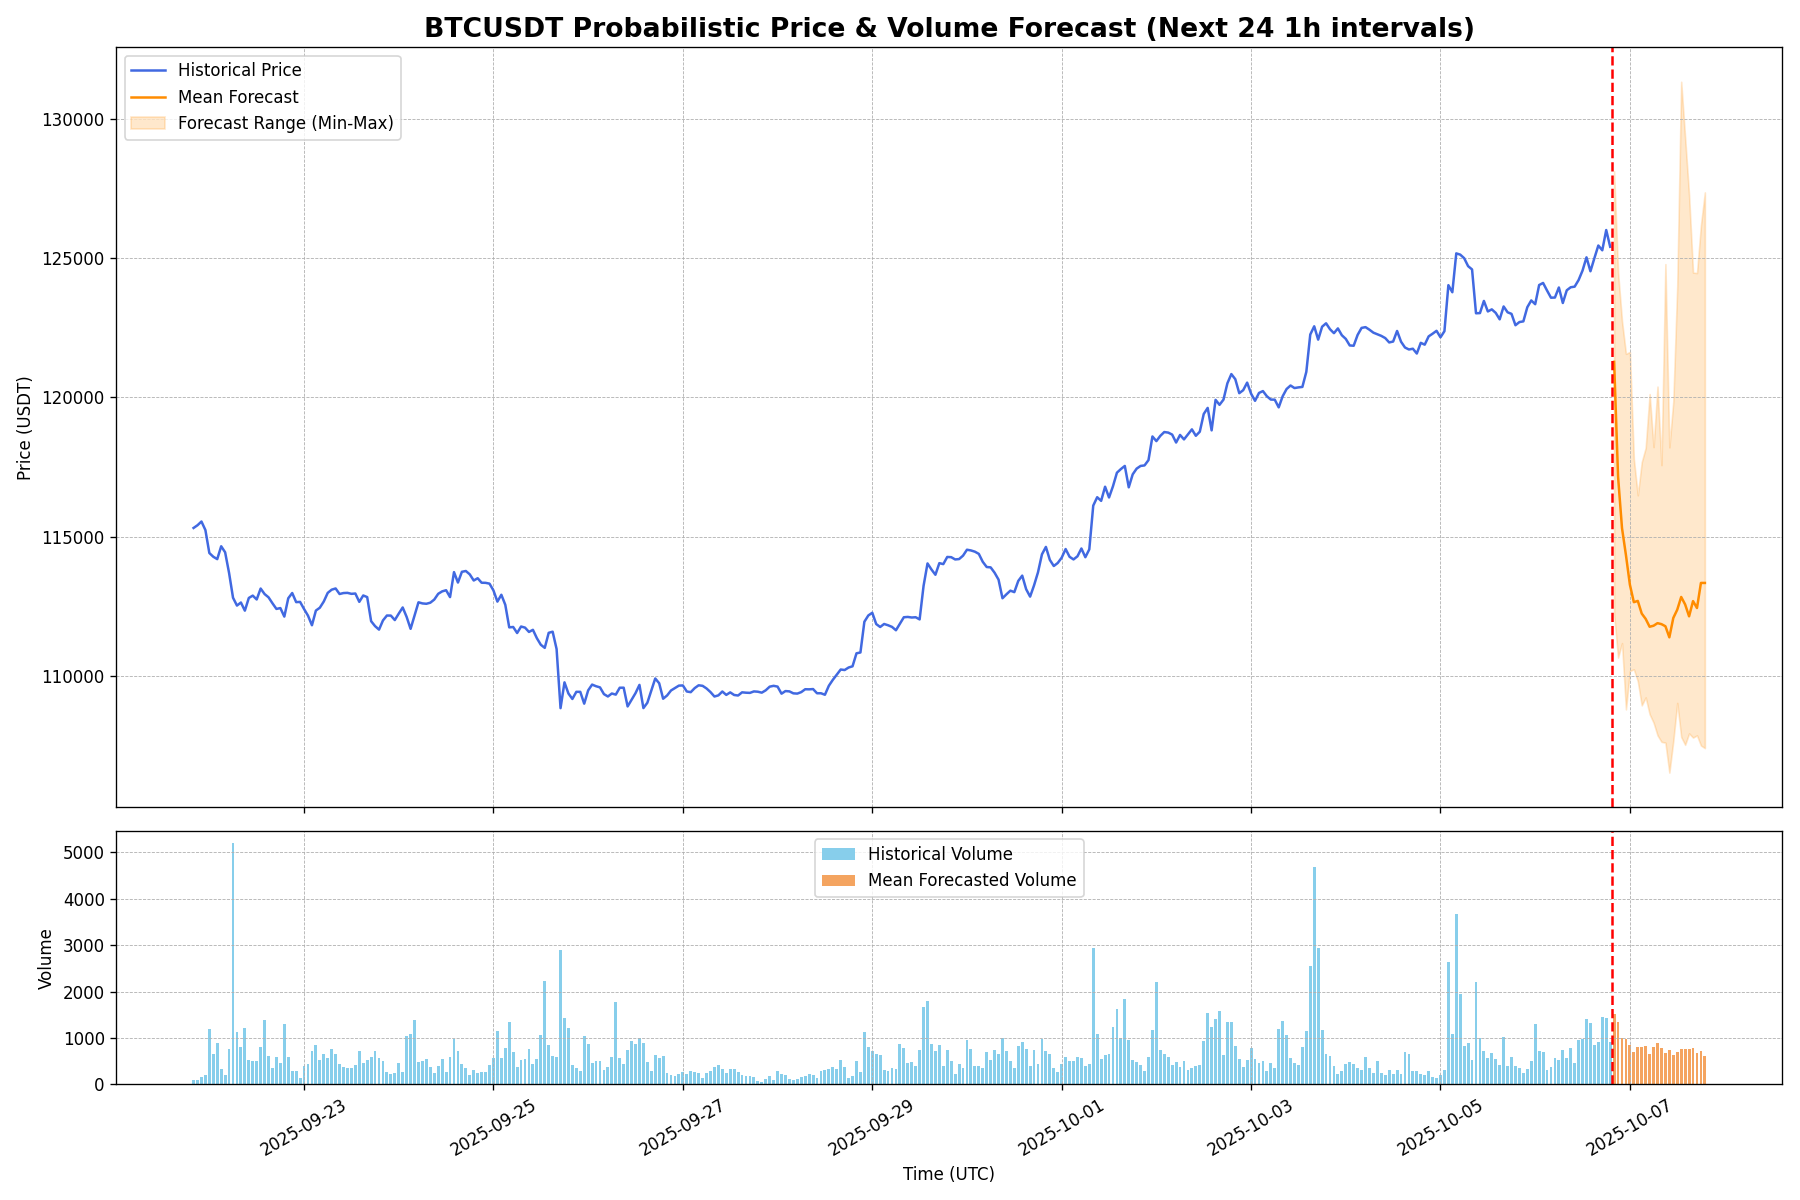 BTCUSDT Probabilistic Price & Volume Forecast (Next 24 1h intervals)
Historical Price
Mean Forecast
Forecast Range (Min-Max)
130000
125000
120000
115000
110000
Price (USDT)
Historical Volume
Mean Forecasted Volume
5000
4000
3000
2000
1000
0
Volume
2025-09-23
2025-09-25
2025-09-27
2025-09-29
2025-10-01
2025-10-03
2025-10-05
2025-10-07
Time (UTC)